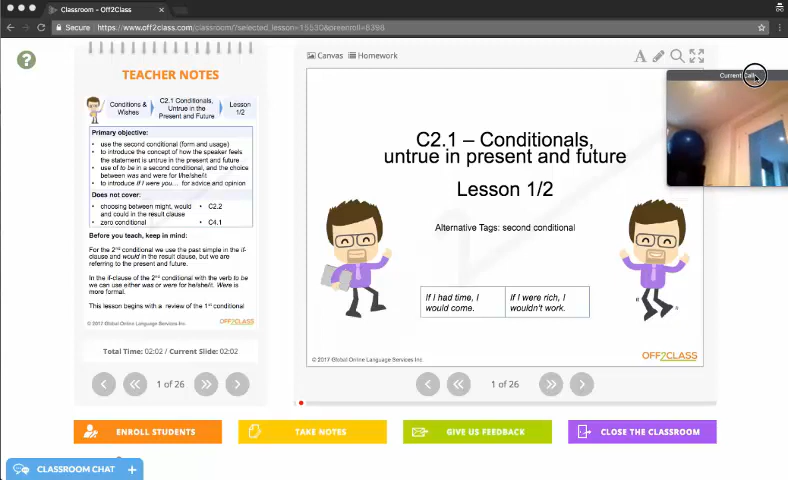 Classroom - Off2Class
Secure
https://www.off2class.com/classroom/?selected_lesson=15530&preenroll=6398
TEACHER NOTES
Conditions & Wishes
C2.1 Conditionals, Untrue in the Present and Future
Lesson 1/2
Primary objective:
• use the second conditional (form and usage)
• to introduce the concept of how the speaker feels
the statement is untrue in the present and future
• use of to be in a second conditional, and the choice
between was and were for I/he/she/it
• to introduce If I were you... for advice and opinion
Does not cover:
• choosing between might, would • C2.2
and could in the result clause
• zero conditional • C4.1
Before you teach, keep in mind:
For the 2nd conditional we use the past simple in the if-
clause and would in the result clause, but we are
referring to the present and future.
In the if-clause of the 2nd conditional with the verb to be
we can use either was or were for he/she/it. Were is
more formal.
This lesson begins with a review of the 1st conditional
© 2017 Global Online Language Services Inc.
OFF2CLASS
Total Time: 02:02 / Current Slide: 02:02
1 of 26
Canvas
Homework
A
Current Call
C2.1 – Conditionals,
untrue in present and future
Lesson 1/2
Alternative Tags: second conditional
If I had time, I
would come.
If I were rich, I
wouldn't work.
© 2017 Global Online Language Services Inc.
OFF2CLASS
1 of 26
ENROLL STUDENTS
TAKE NOTES
GIVE US FEEDBACK
CLOSE THE CLASSROOM
CLASSROOM CHAT